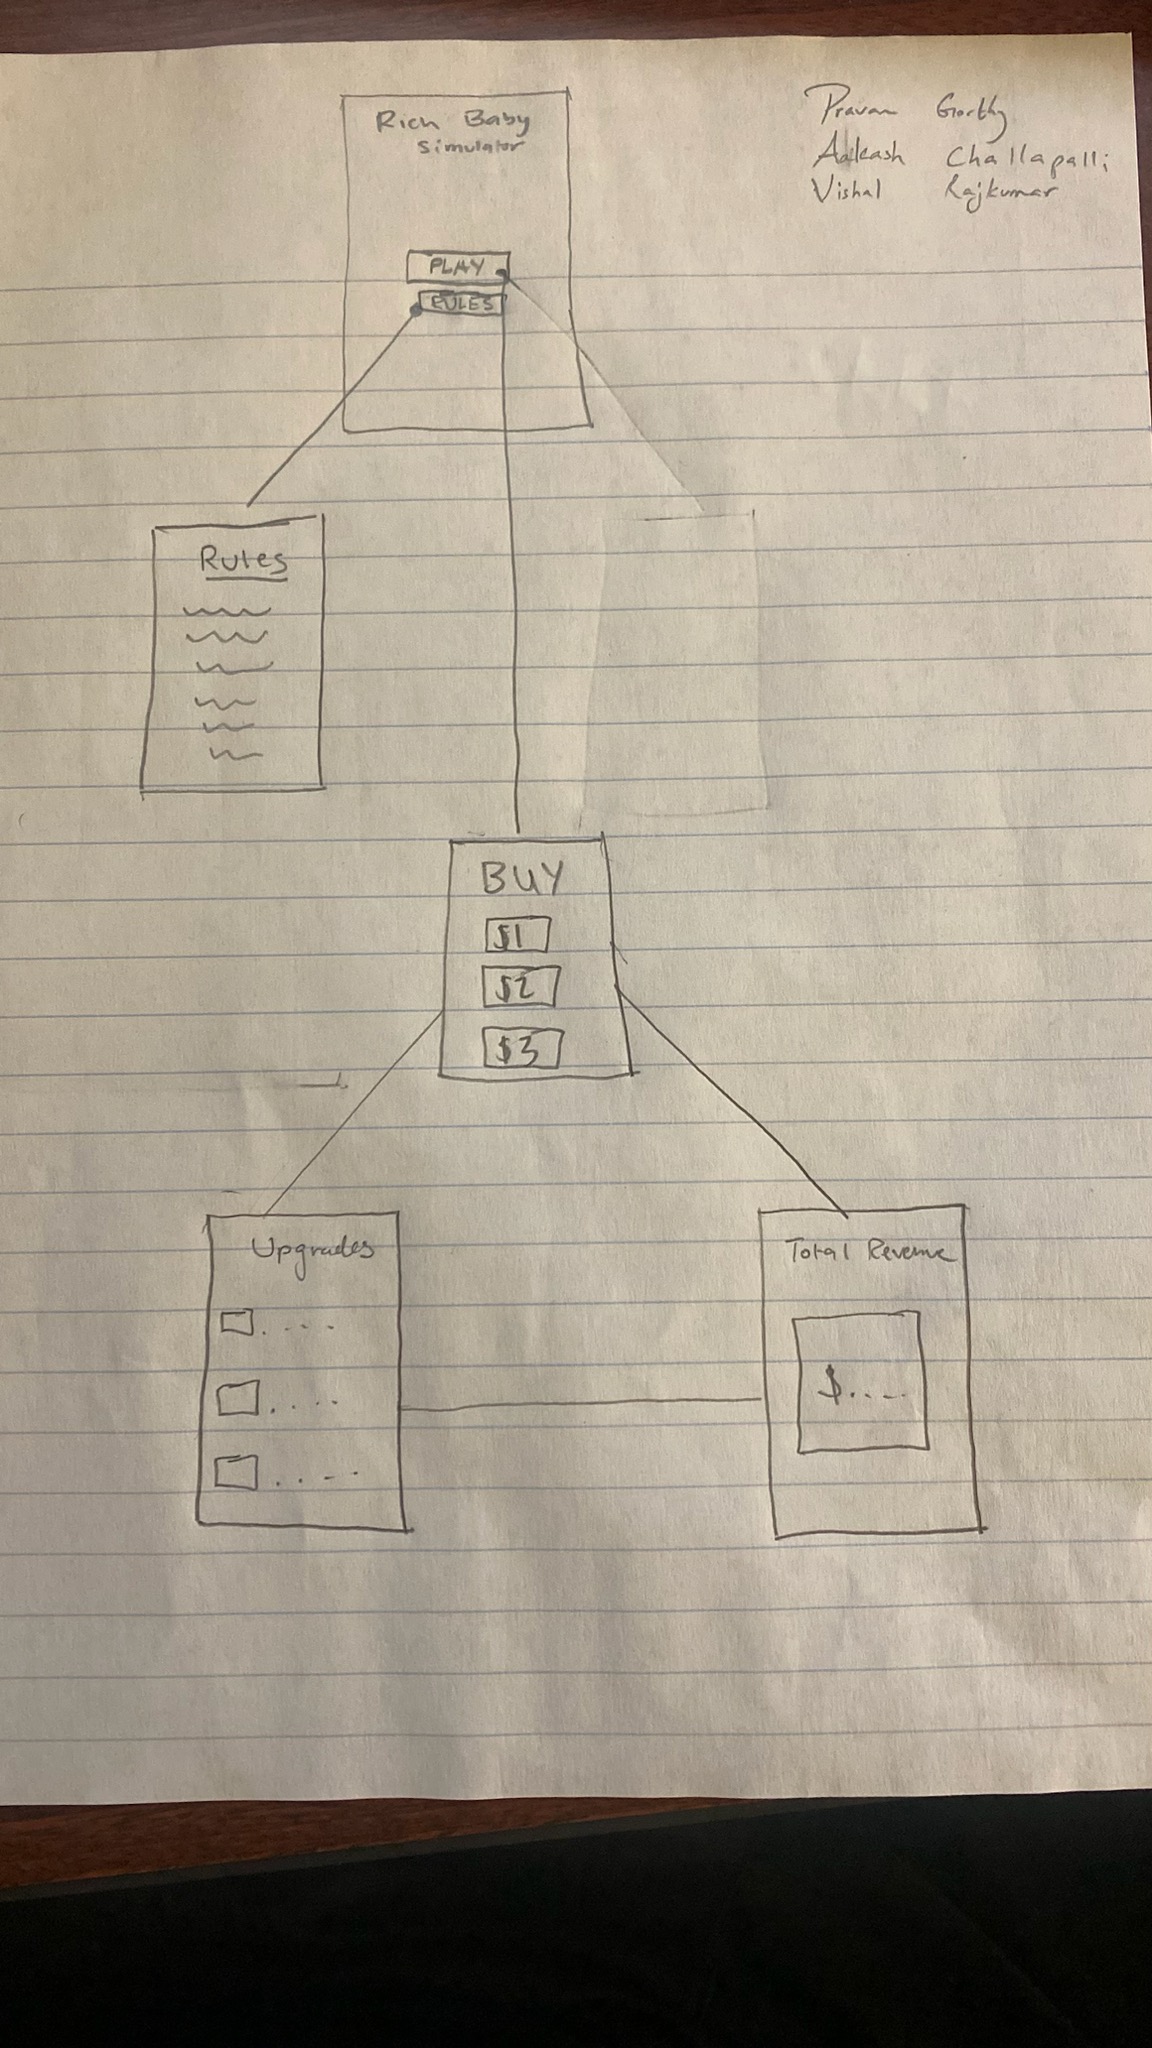 Rich Baby
Simulator
Pravan Gorthy
Aakash Challapalli
Vishal Rajkumar
PLAY
RULES
Rules
BUY
$1
$2
$3
Upgrades
Total Revenue
$....